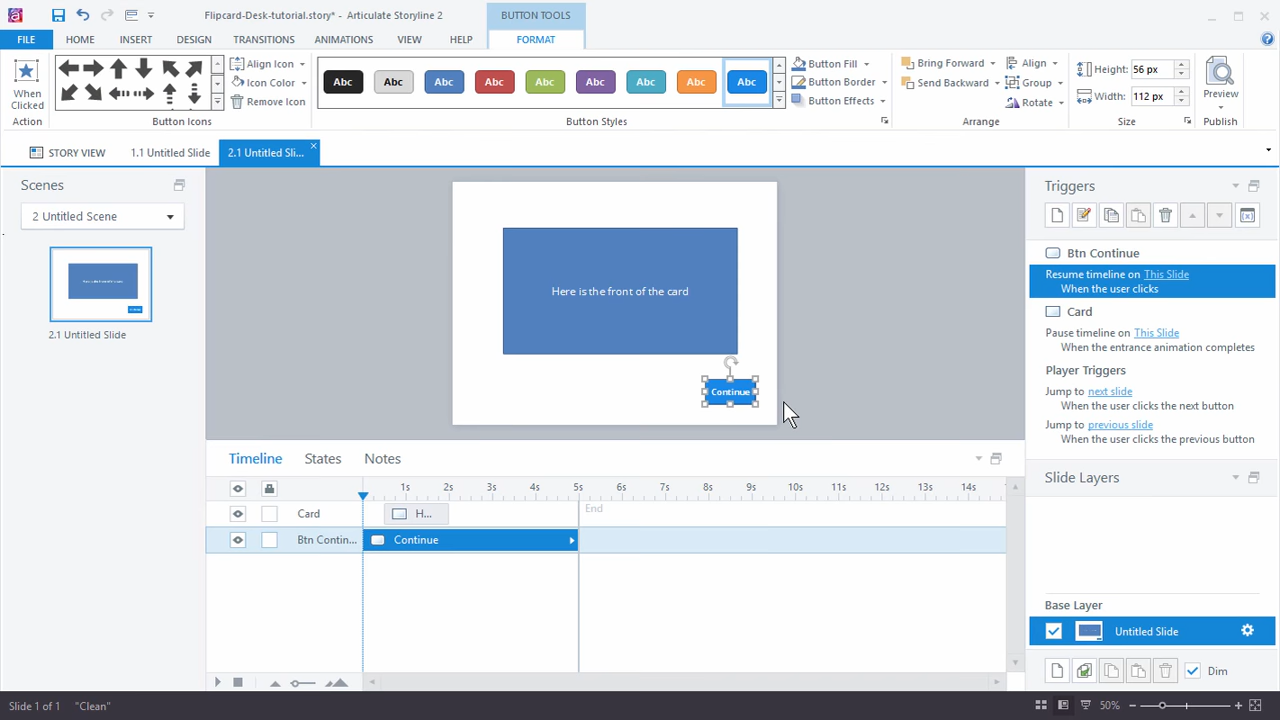 Flipcard-Desk-tutorial.story* - Articulate Storyline 2
BUTTON TOOLS
FILE HOME INSERT DESIGN TRANSITIONS ANIMATIONS VIEW HELP FORMAT
When
Clicked
Action
Align Icon
Icon Color
Remove Icon
Button Icons
Abc Abc Abc Abc Abc Abc Abc Abc Abc
Button Styles
Button Fill
Button Border
Button Effects
Bring Forward
Send Backward
Align
Group
Rotate
Arrange
Height: 56 px
Width: 112 px
Size
Preview
Publish
STORY VIEW 1.1 Untitled Slide 2.1 Untitled Sli...
Scenes
2 Untitled Scene
2.1 Untitled Slide
Here is the front of the card
Continue
Triggers
Btn Continue
Resume timeline on This Slide
When the user clicks
Card
Pause timeline on This Slide
When the entrance animation completes
Player Triggers
Jump to next slide
When the user clicks the next button
Jump to previous slide
When the user clicks the previous button
Timeline States Notes
1s 2s 3s 4s 5s 6s 7s 8s 9s 10s 11s 12s 13s 14s
Card H... End
Btn Contin... Continue
Slide Layers
Base Layer
Untitled Slide
Dim
Slide 1 of 1 "Clean" 50%